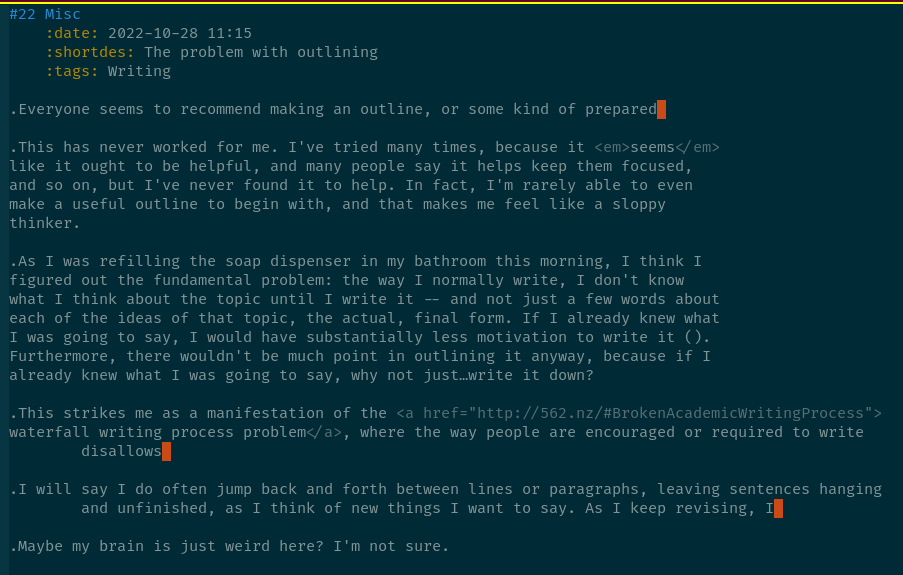 #22 Misc
:date: 2022-10-28 11:15
:shortdes: The problem with outlining
:tags: Writing
.Everyone seems to recommend making an outline, or some kind of prepared
.This has never worked for me. I've tried many times, because it <em>seems</em>
like it ought to be helpful, and many people say it helps keep them focused,
and so on, but I've never found it to help. In fact, I'm rarely able to even
make a useful outline to begin with, and that makes me feel like a sloppy
thinker.
.As I was refilling the soap dispenser in my bathroom this morning, I think I
figured out the fundamental problem: the way I normally write, I don't know
what I think about the topic until I write it -- and not just a few words about
each of the ideas of that topic, the actual, final form. If I already knew what
I was going to say, I would have substantially less motivation to write it ().
Furthermore, there wouldn't be much point in outlining it anyway, because if I
already knew what I was going to say, why not just…write it down?
.This strikes me as a manifestation of the <a href="http://562.nz/#BrokenAcademicWritingProcess">
waterfall writing process problem</a>, where the way people are encouraged or required to write
disallows
.I will say I do often jump back and forth between lines or paragraphs, leaving sentences hanging
and unfinished, as I think of new things I want to say. As I keep revising, I
.Maybe my brain is just weird here? I'm not sure.